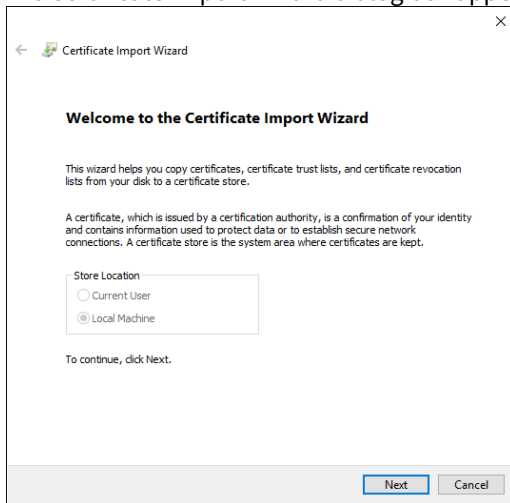 Certificate Import Wizard
Welcome to the Certificate Import Wizard
This wizard helps you copy certificates, certificate trust lists, and certificate revocation
lists from your disk to a certificate store.
A certificate, which is issued by a certification authority, is a confirmation of your identity
and contains information used to protect data or to establish secure network
connections. A certificate store is the system area where certificates are kept.
Store Location
Current User
Local Machine
To continue, click Next.
Next Cancel